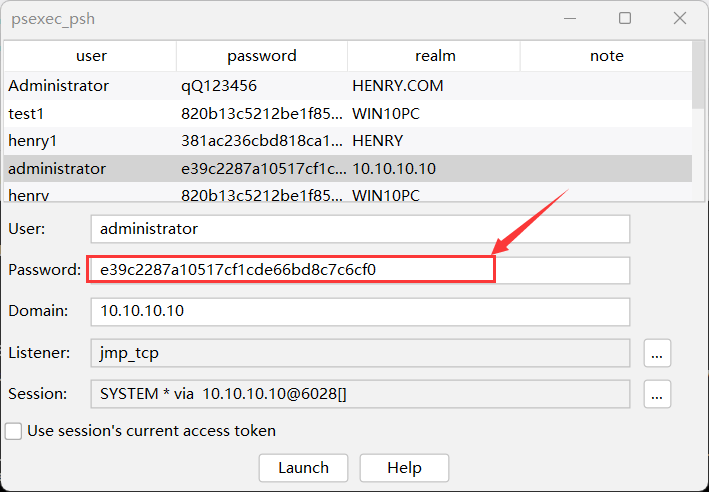 psexec_psh
user password realm note
Administrator qQ123456 HENRY.COM
test1 820b13c5212be1f85... WIN10PC
henry1 381ac236cbd818ca1... HENRY
administrator e39c2287a10517cf1c... 10.10.10.10
henry 820b13c5212be1f85... WIN10PC
User: administrator
Password: e39c2287a10517cf1cde66bd8c7c6cf0
Domain: 10.10.10.10
Listener: jmp_tcp ...
Session: SYSTEM * via 10.10.10.10@6028[] ...
Use session's current access token
Launch Help